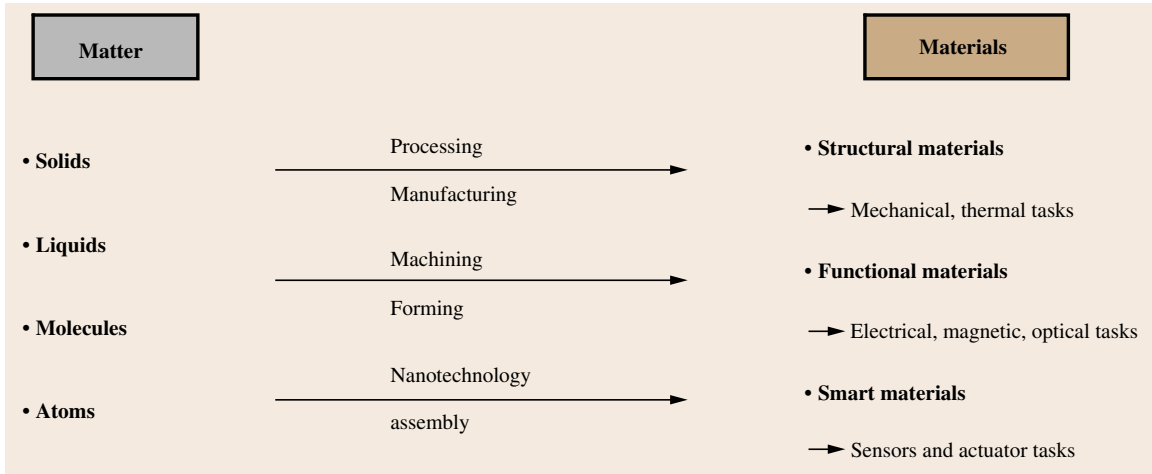 Matter
Materials
• Solids
• Liquids
• Molecules
• Atoms
Processing
Manufacturing
Machining
Forming
Nanotechnology
assembly
• Structural materials
Mechanical, thermal tasks
• Functional materials
Electrical, magnetic, optical tasks
• Smart materials
Sensors and actuator tasks